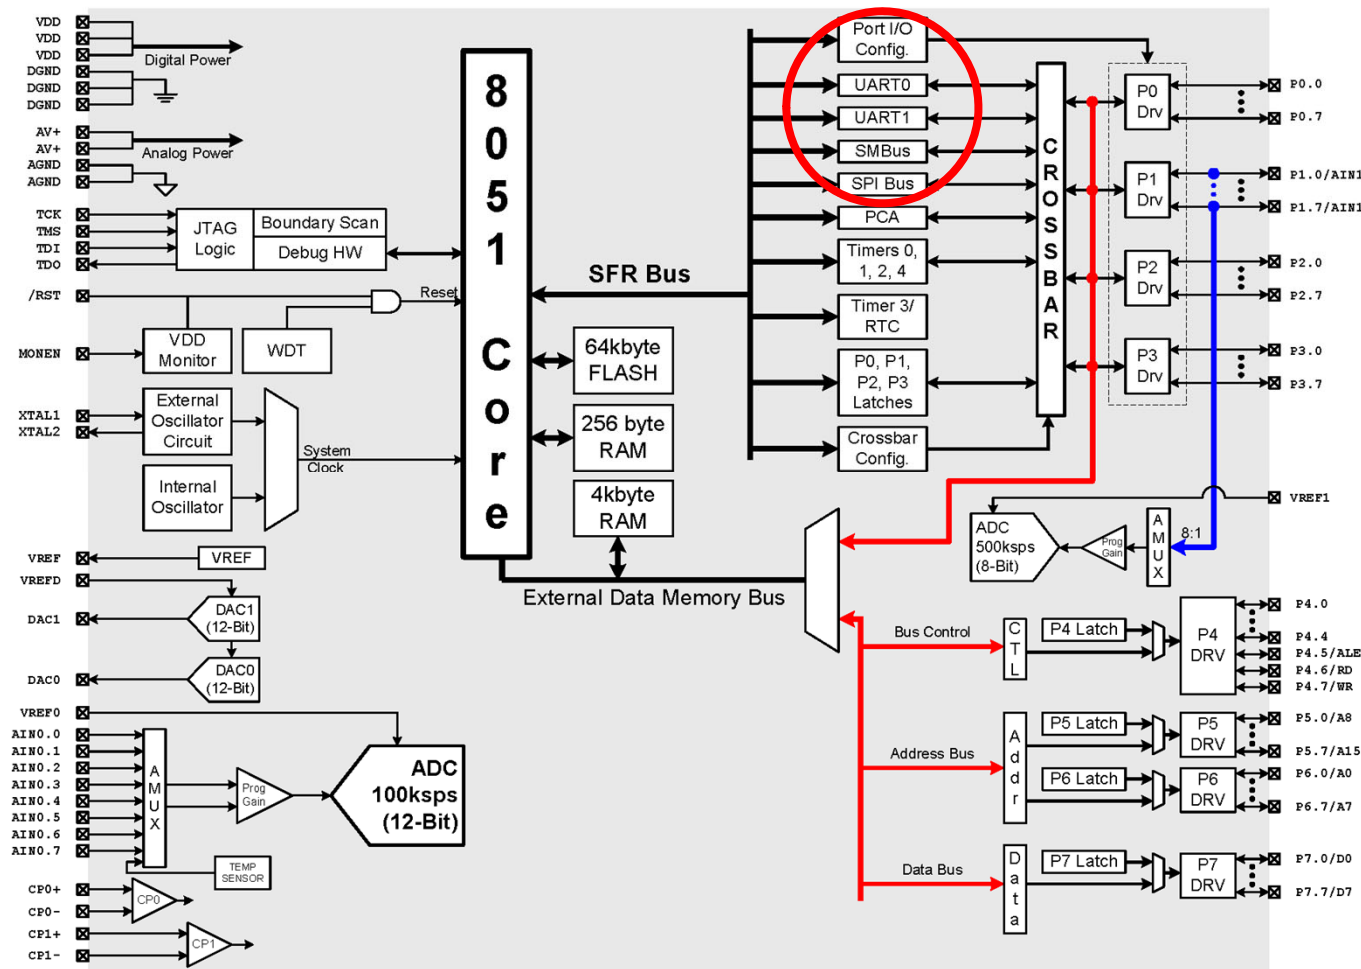 VDD
VDD
VDD
DGND
DGND
DGND
Digital Power
AV+
AV+
AGND
AGND
Analog Power
TCK
TMS
TDI
TDO
JTAG
Logic
Boundary Scan
Debug HW
/RST
Reset
MONEN
VDD
Monitor
WDT
XTAL1
XTAL2
External
Oscillator
Circuit
Internal
Oscillator
System
Clock
VREF
VREF
VREFD
DAC1
DAC1
(12-Bit)
DAC0
DAC0
(12-Bit)
VREF0
AIN0.0
AIN0.1
AIN0.2
AIN0.3
AIN0.4
AIN0.5
AIN0.6
AIN0.7
AMUX
Prog
Gain
ADC
100ksps
(12-Bit)
TEMP
SENSOR
CP0+
CP0-
CP0
CP1+
CP1-
CP1
8051 Core
SFR Bus
64kbyte
FLASH
256 byte
RAM
4kbyte
RAM
External Data Memory Bus
Port I/O
Config.
UART0
UART1
SMBus
SPI Bus
PCA
Timers 0,
1, 2, 4
Timer 3/
RTC
P0, P1,
P2, P3
Latches
Crossbar
Config.
CROSSBAR
P0
Drv
P1
Drv
P2
Drv
P3
Drv
P0.0
P0.7
P1.0/AIN1
P1.7/AIN1
P2.0
P2.7
P3.0
P3.7
VREF1
ADC
500ksps
(8-Bit)
Prog
Gain
AMUX
8:1
Bus Control
CTL
P4 Latch
P4
DRV
P4.0
P4.4
P4.5/ALE
P4.6/RD
P4.7/WR
Address Bus
Addr
P5 Latch
P5
DRV
P5.0/A8
P5.7/A15
P6 Latch
P6
DRV
P6.0/A0
P6.7/A7
Data Bus
Data
P7 Latch
P7
DRV
P7.0/D0
P7.7/D7